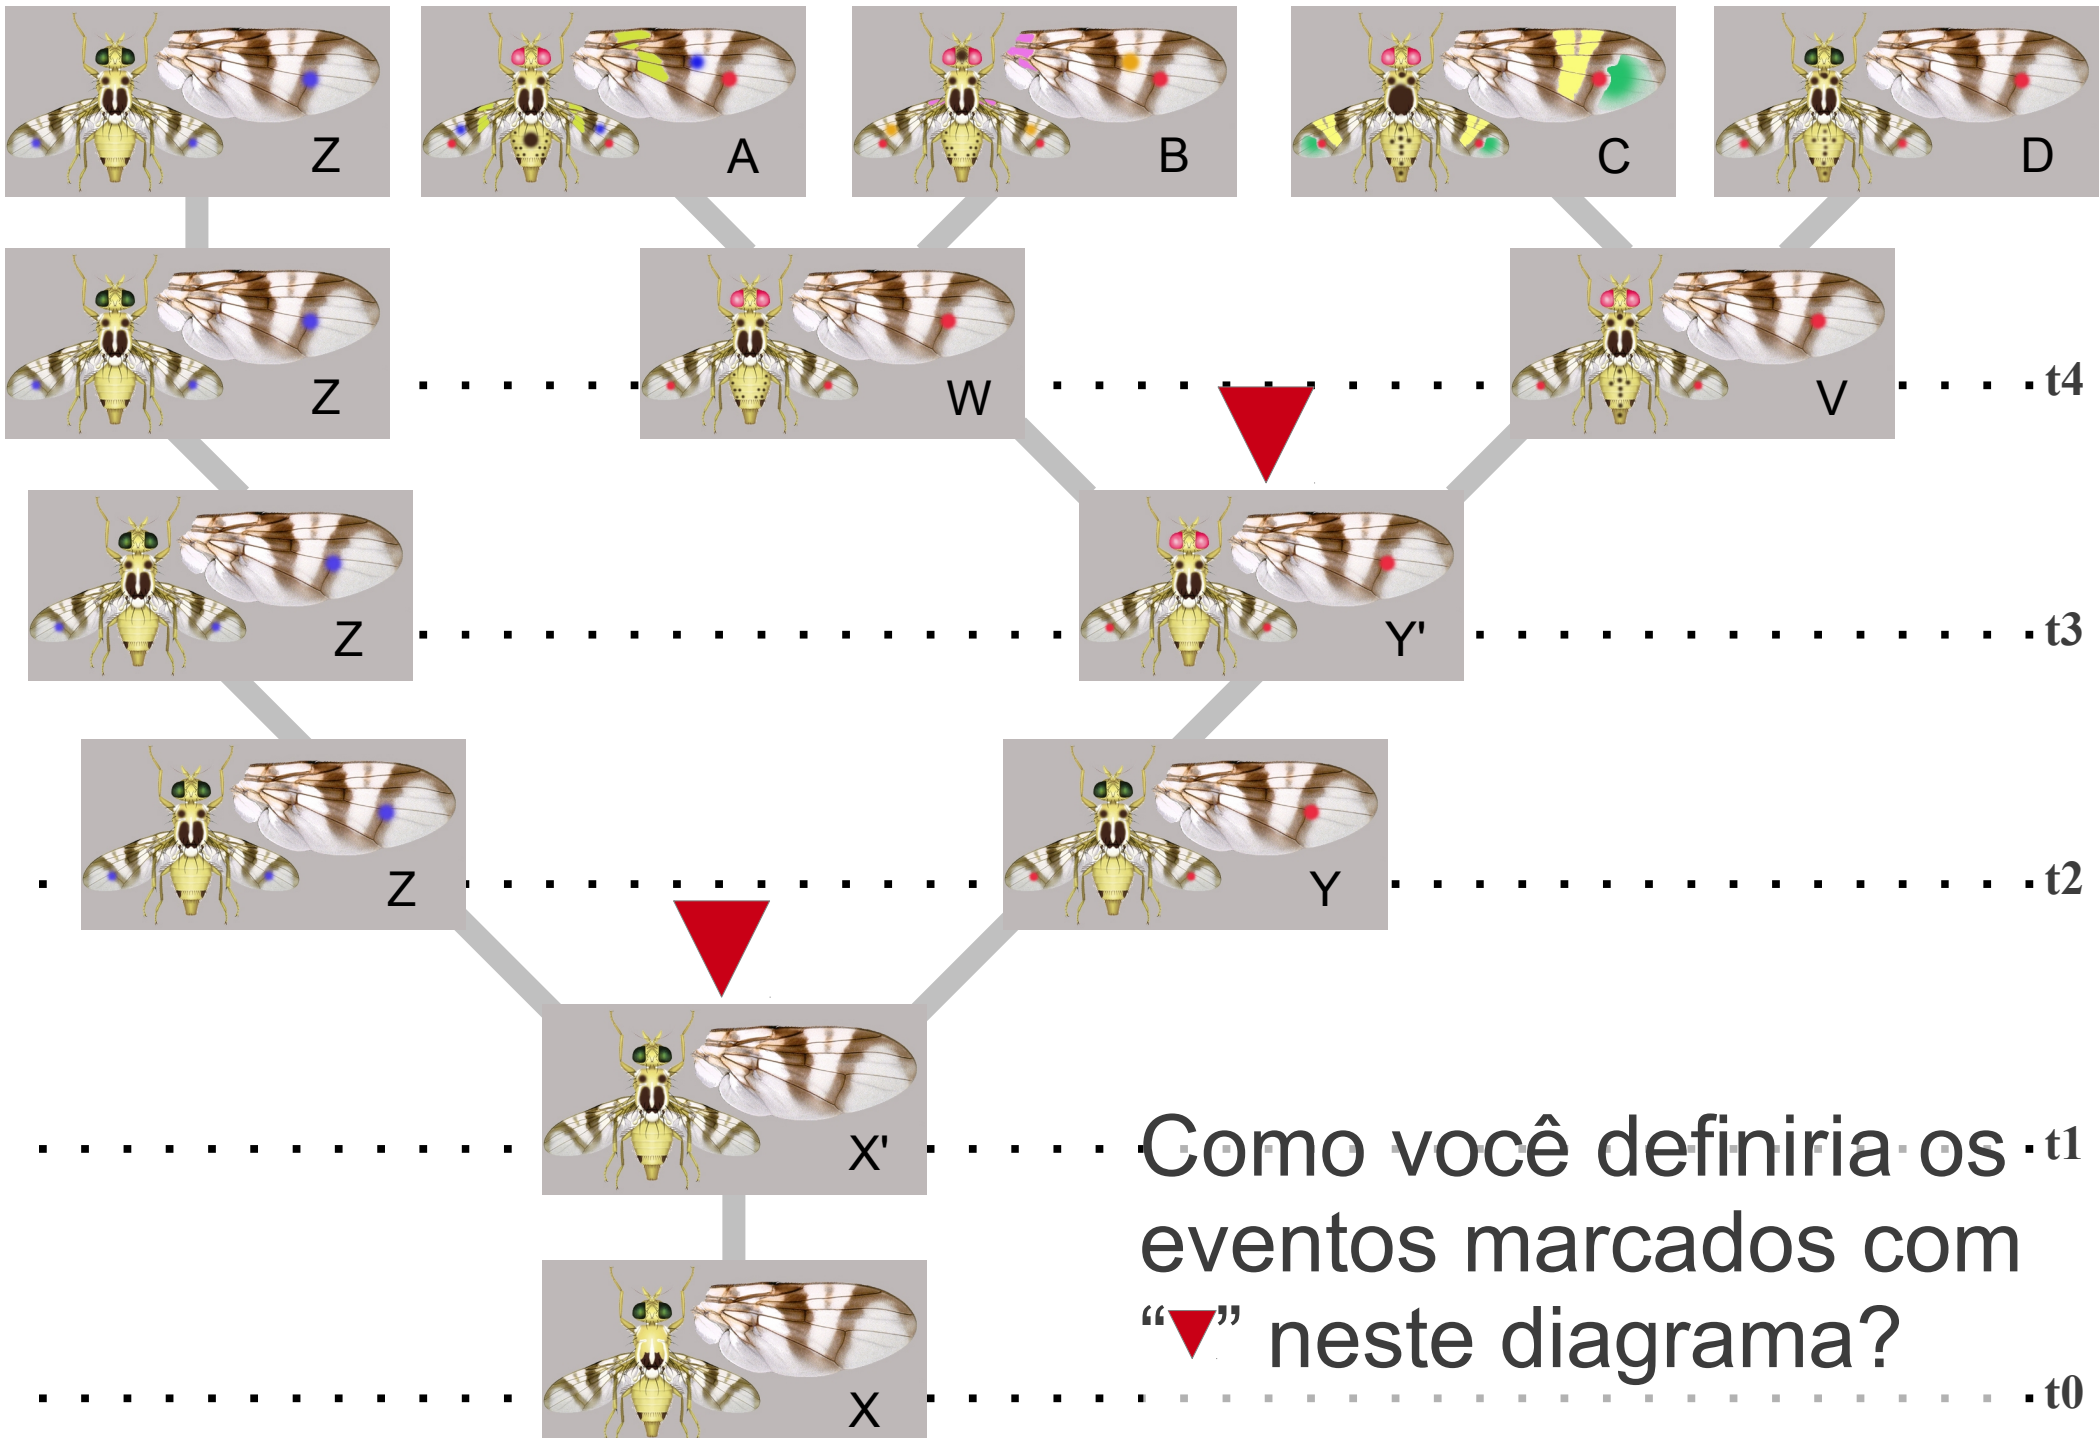 Z
A
B
C
D
Z
W
V
t4
Z
Y'
t3
Z
Y
t2
X'
t1
Como você definiria os
eventos marcados com
“▼” neste diagrama?
X
t0